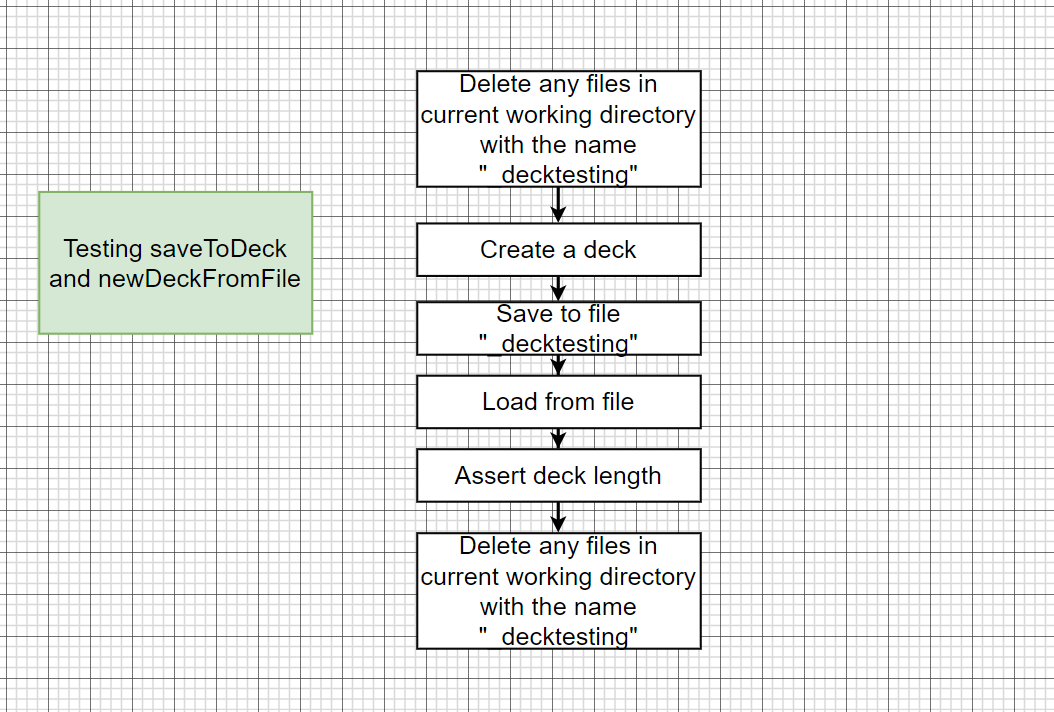 Testing saveToDeck
and newDeckFromFile
Delete any files in
current working directory
with the name
"_decktesting"
Create a deck
Save to file
"_decktesting"
Load from file
Assert deck length
Delete any files in
current working directory
with the name
"_decktesting"